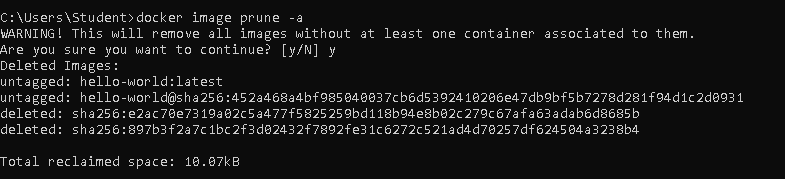 C:\Users\Student>docker image prune -a
WARNING! This will remove all images without at least one container associated to them.
Are you sure you want to continue? [y/N] y
Deleted Images:
untagged: hello-world:latest
untagged: hello-world@sha256:452a468a4bf985040037cb6d5392410206e47db9bf5b7278d281f94d1c2d0931
deleted: sha256:e2ac70e7319a02c5a477f5825259bd118b94e8b02c279c67afa63adab6d8685b
deleted: sha256:897b3f2a7c1bc2f3d02432f7892fe31c6272c521ad4d70257df624504a3238b4
Total reclaimed space: 10.07kB